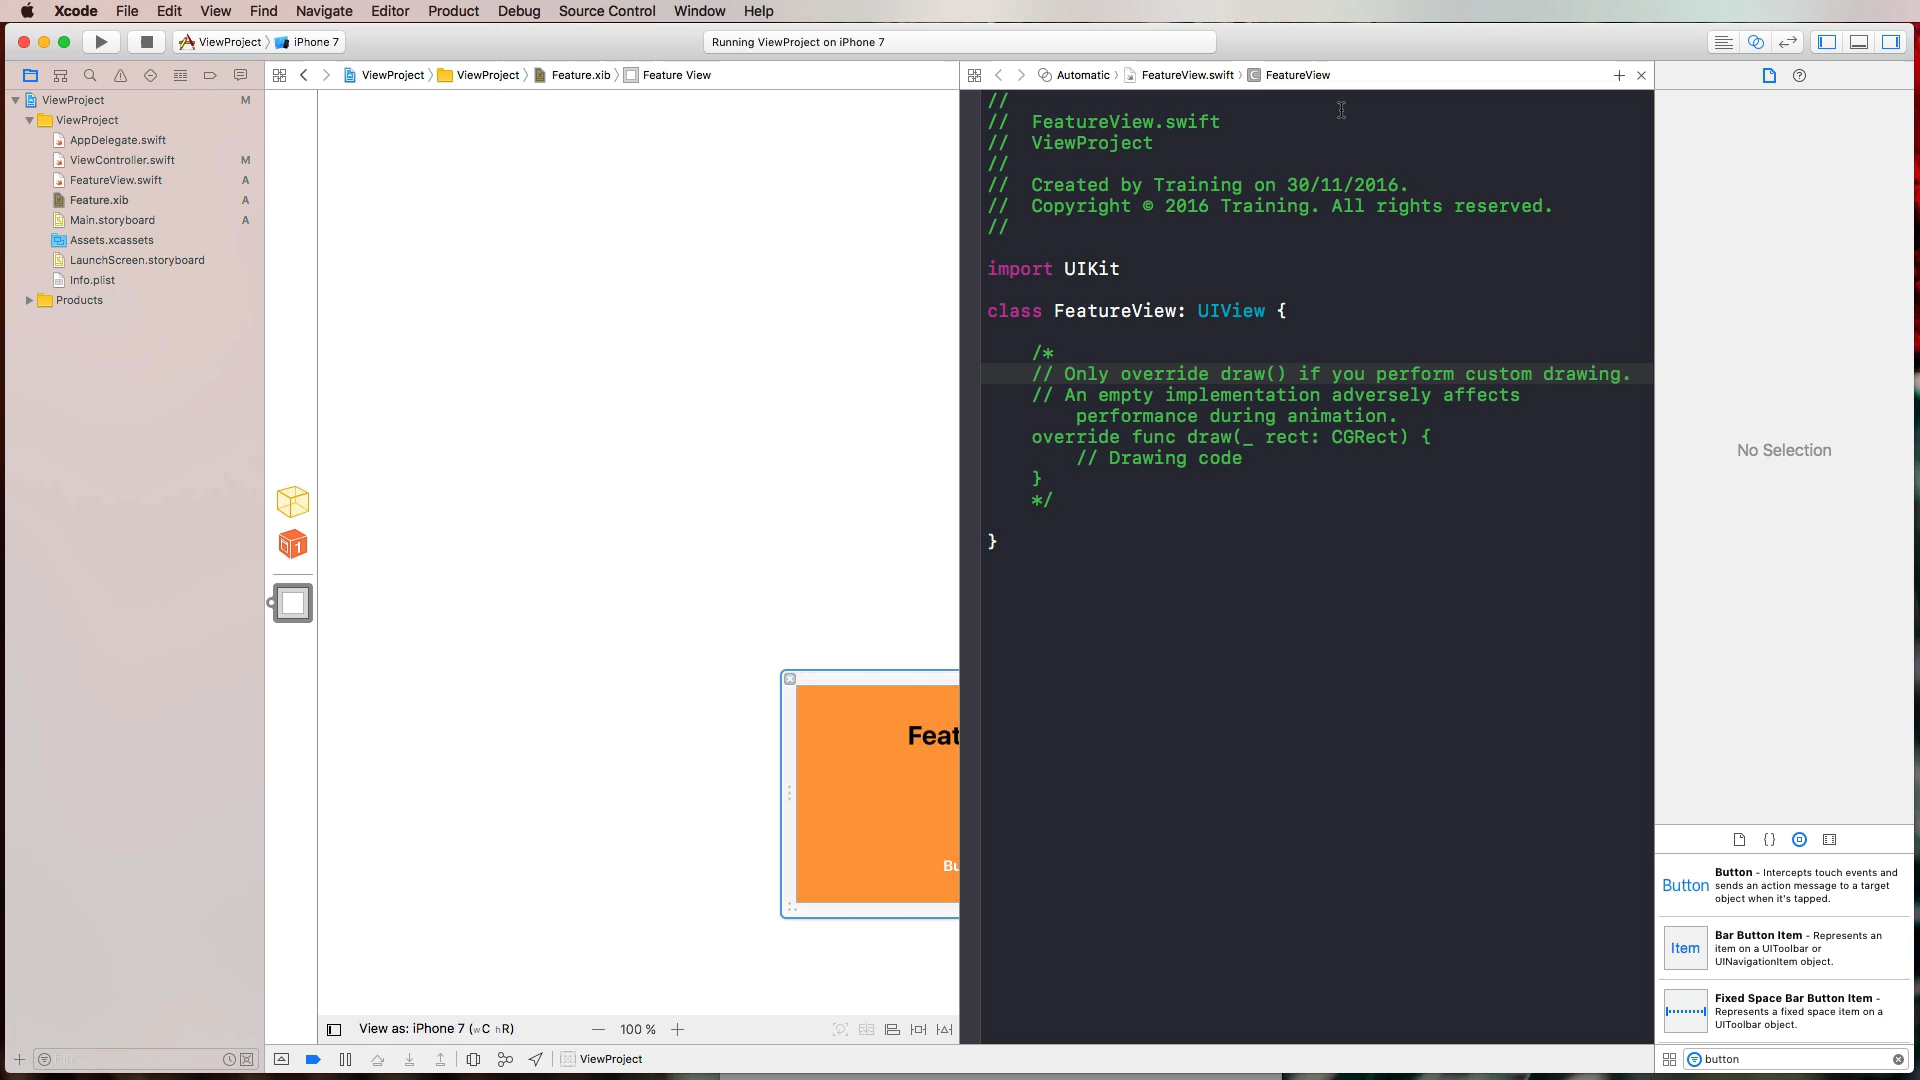 Xcode File Edit View Find Navigate Editor Product Debug Source Control Window Help
ViewProject iPhone 7
Running ViewProject on iPhone 7
ViewProject ViewProject Feature.xib Feature View
Automatic FeatureView.swift FeatureView
ViewProject M
ViewProject
AppDelegate.swift
ViewController.swift M
FeatureView.swift A
Feature.xib A
Main.storyboard A
Assets.xcassets
LaunchScreen.storyboard
Info.plist
Products
1
Feat
Bu
//
// FeatureView.swift
// ViewProject
//
// Created by Training on 30/11/2016.
// Copyright © 2016 Training. All rights reserved.
//
import UIKit
class FeatureView: UIView {
/*
// Only override draw() if you perform custom drawing.
// An empty implementation adversely affects
performance during animation.
override func draw(_ rect: CGRect) {
// Drawing code
}
*/
}
No Selection
Button
Button - Intercepts touch events and
sends an action message to a target
object when it's tapped.
Item
Bar Button Item - Represents an
item on a UIToolbar or
UINavigationItem object.
Fixed Space Bar Button Item -
Represents a fixed space item on a
UIToolbar object.
View as: iPhone 7 (wC hR)
100 %
Filter
ViewProject
button